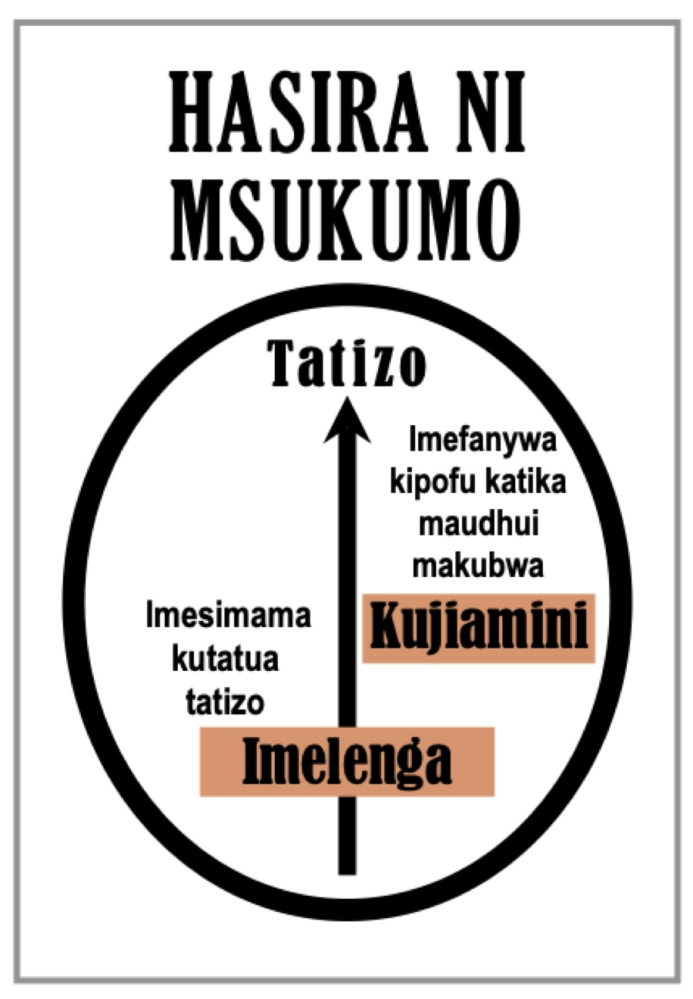 HASIRA NI
MSUKUMO
Tatizo
Imefanywa
kipofu katika
maudhui
makubwa
Kujiamini
Imesimama
kutatua
tatizo
Imelenga